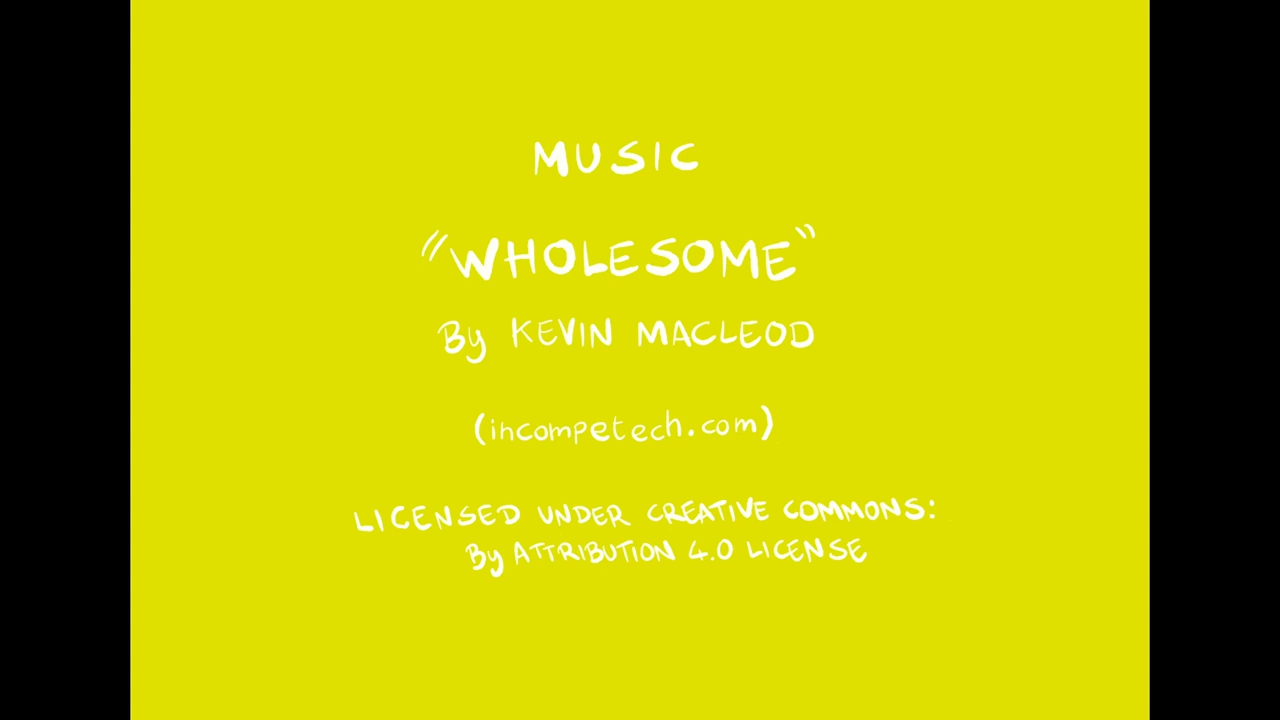 MUSIC
"WHOLESOME"
By KEVIN MACLEOD
(incompetech.com)
LICENSED UNDER CREATIVE COMMONS:
By ATTRIBUTION 4.0 LICENSE